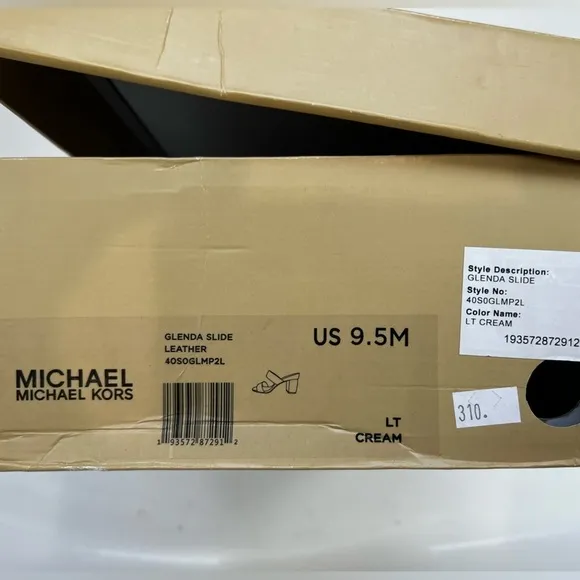 GLENDA SLIDE
LEATHER
40S0GLMP2L
US 9.5M
MICHAEL
MICHAEL KORS
1 93572 87291 2
LT
CREAM
Style Description:
GLENDA SLIDE
Style No:
40S0GLMP2L
Color Name:
LT CREAM
193572872912
310.